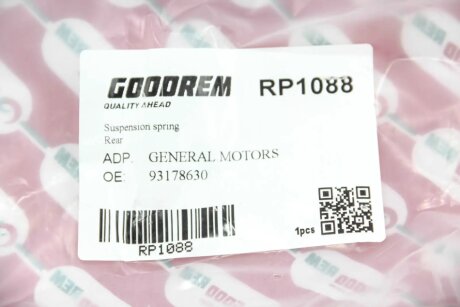 GOODREM RP1088
QUALITY AHEAD
Suspension spring
Rear
ADP. GENERAL MOTORS
OE: 93178630
1pcs
RP1088